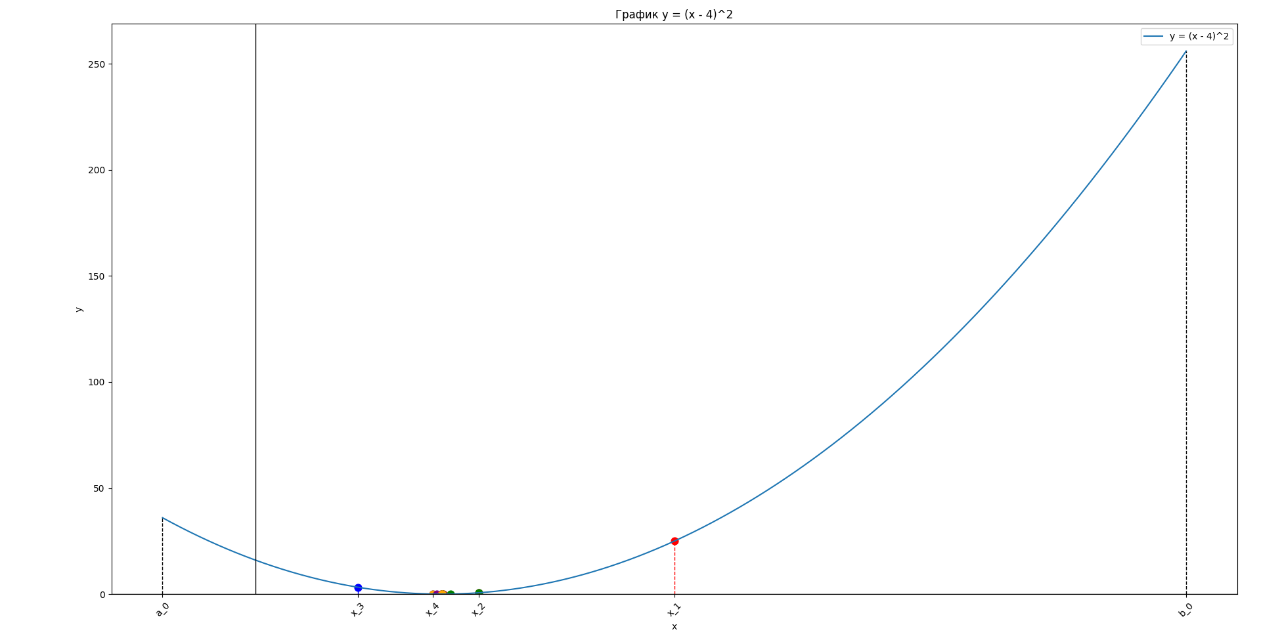 График y = (x - 4)^2
y = (x - 4)^2
250
200
150
100
50
0
y
a_0
x_3
x_4
x_2
x_1
b_0
x